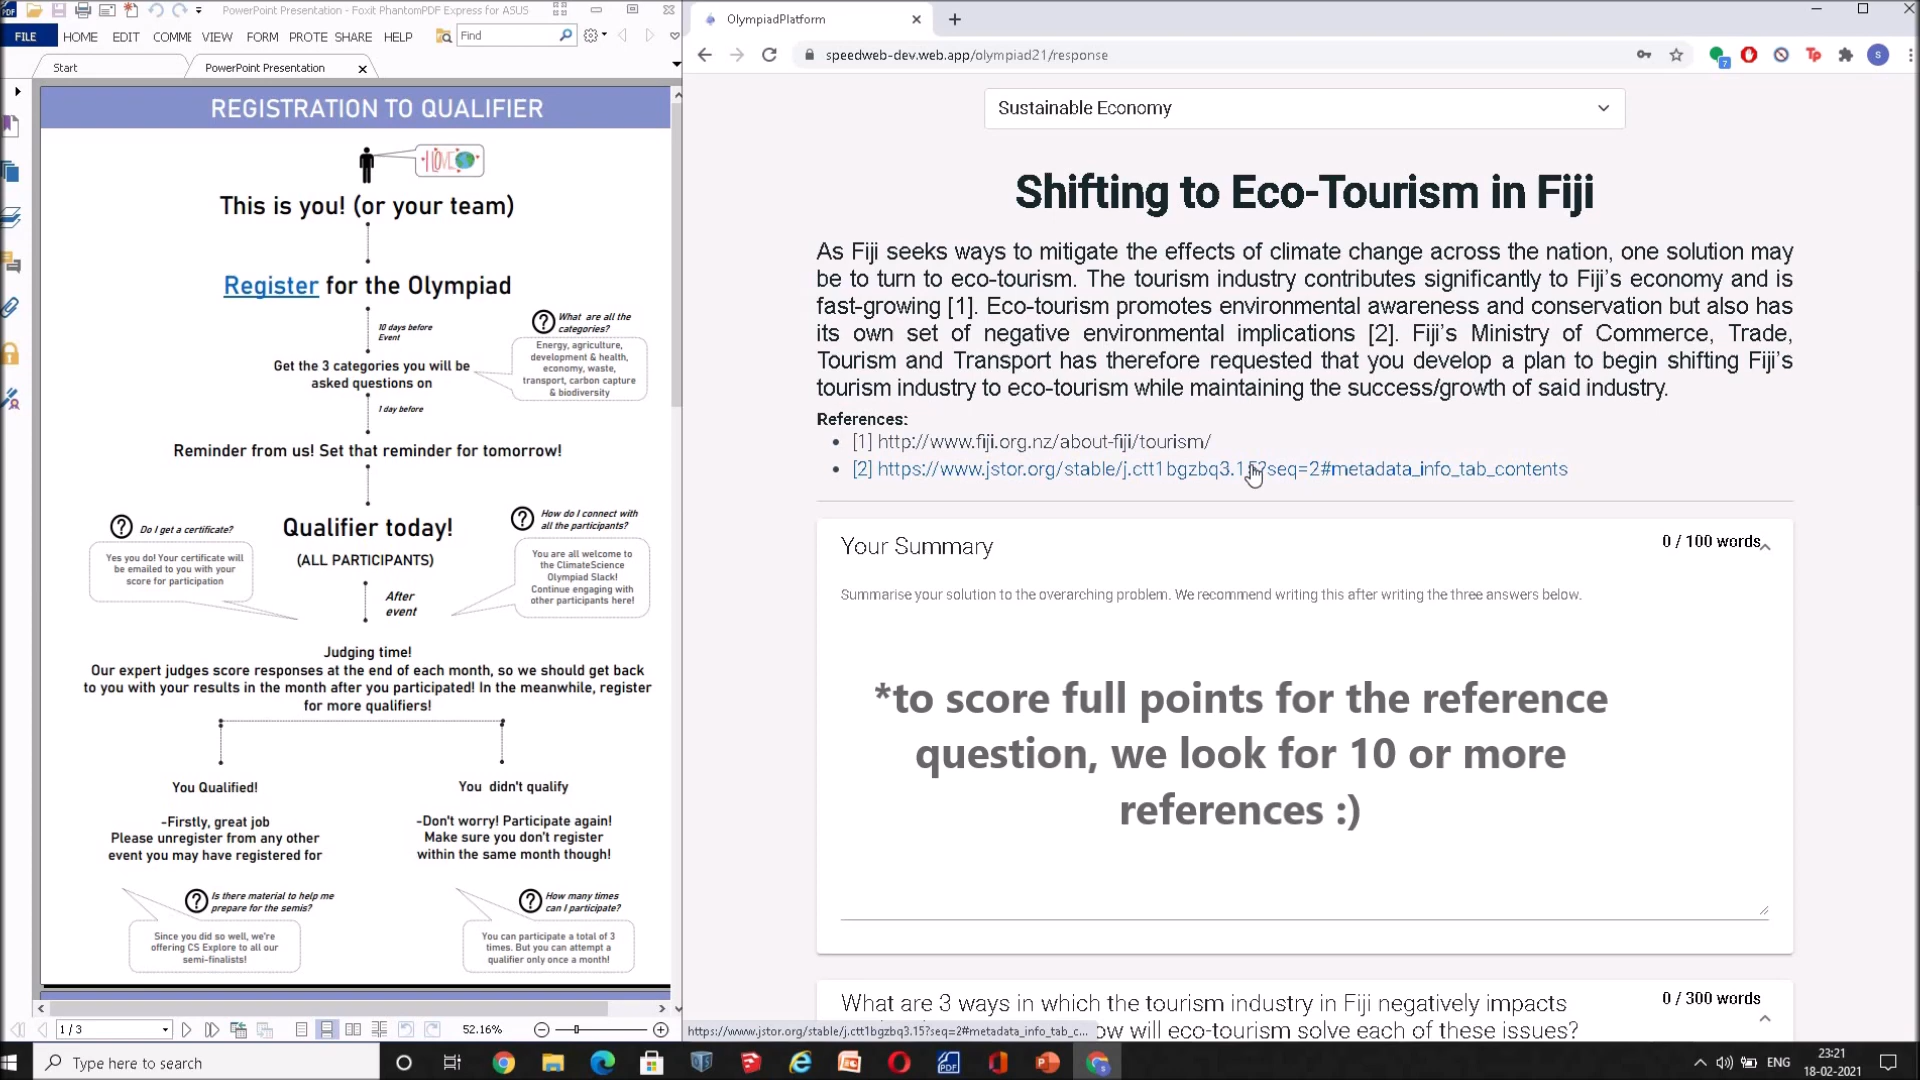 PowerPoint Presentation - Foxit PhantomPDF Express for ASUS
FILE HOME EDIT COMME VIEW FORM PROTE SHARE HELP Find
Start PowerPoint Presentation
REGISTRATION TO QUALIFIER
I LOVE
This is you! (or your team)
Register for the Olympiad
10 days before
Event
What are all the
categories?
Energy, agriculture,
development & health,
economy, waste,
transport, carbon capture
& biodiversity
Get the 3 categories you will be
asked questions on
1 day before
Reminder from us! Set that reminder for tomorrow!
Do I get a certificate?
Yes you do! Your certificate will
be emailed to you with your
score for participation
Qualifier today!
(ALL PARTICIPANTS)
How do I connect with
all the participants?
You are all welcome to
the ClimateScience
Olympiad Slack!
Continue engaging with
other participants here!
After
event
Judging time!
Our expert judges score responses at the end of each month, so we should get back
to you with your results in the month after you participated! In the meanwhile, register
for more qualifiers!
You Qualified!
-Firstly, great job
Please unregister from any other
event you may have registered for
Is there material to help me
prepare for the semis?
Since you did so well, we're
offering CS Explore to all our
semi-finalists!
You didn't qualify
-Don't worry! Participate again!
Make sure you don't register
within the same month though!
How many times
can I participate?
You can participate a total of 3
times. But you can attempt a
qualifier only once a month!
1 / 3
52.16%
OlympiadPlatform
speedweb-dev.web.app/olympiad21/response
7
Tp
S
Sustainable Economy
Shifting to Eco-Tourism in Fiji
As Fiji seeks ways to mitigate the effects of climate change across the nation, one solution may
be to turn to eco-tourism. The tourism industry contributes significantly to Fiji's economy and is
fast-growing [1]. Eco-tourism promotes environmental awareness and conservation but also has
its own set of negative environmental implications [2]. Fiji's Ministry of Commerce, Trade,
Tourism and Transport has therefore requested that you develop a plan to begin shifting Fiji's
tourism industry to eco-tourism while maintaining the success/growth of said industry.
References:
[1] http://www.fiji.org.nz/about-fiji/tourism/
[2] https://www.jstor.org/stable/j.ctt1bgzbq3.15?seq=2#metadata_info_tab_contents
Your Summary
0 / 100 words
Summarise your solution to the overarching problem. We recommend writing this after writing the three answers below.
*to score full points for the reference
question, we look for 10 or more
references :)
What are 3 ways in which the tourism industry in Fiji negatively impacts
0 / 300 words
https://www.jstor.org/stable/j.ctt1bgzbq3.15?seq=2#metadata_info_tab_c...
ow will eco-tourism solve each of these issues?
Type here to search
ENG
23:21
18-02-2021